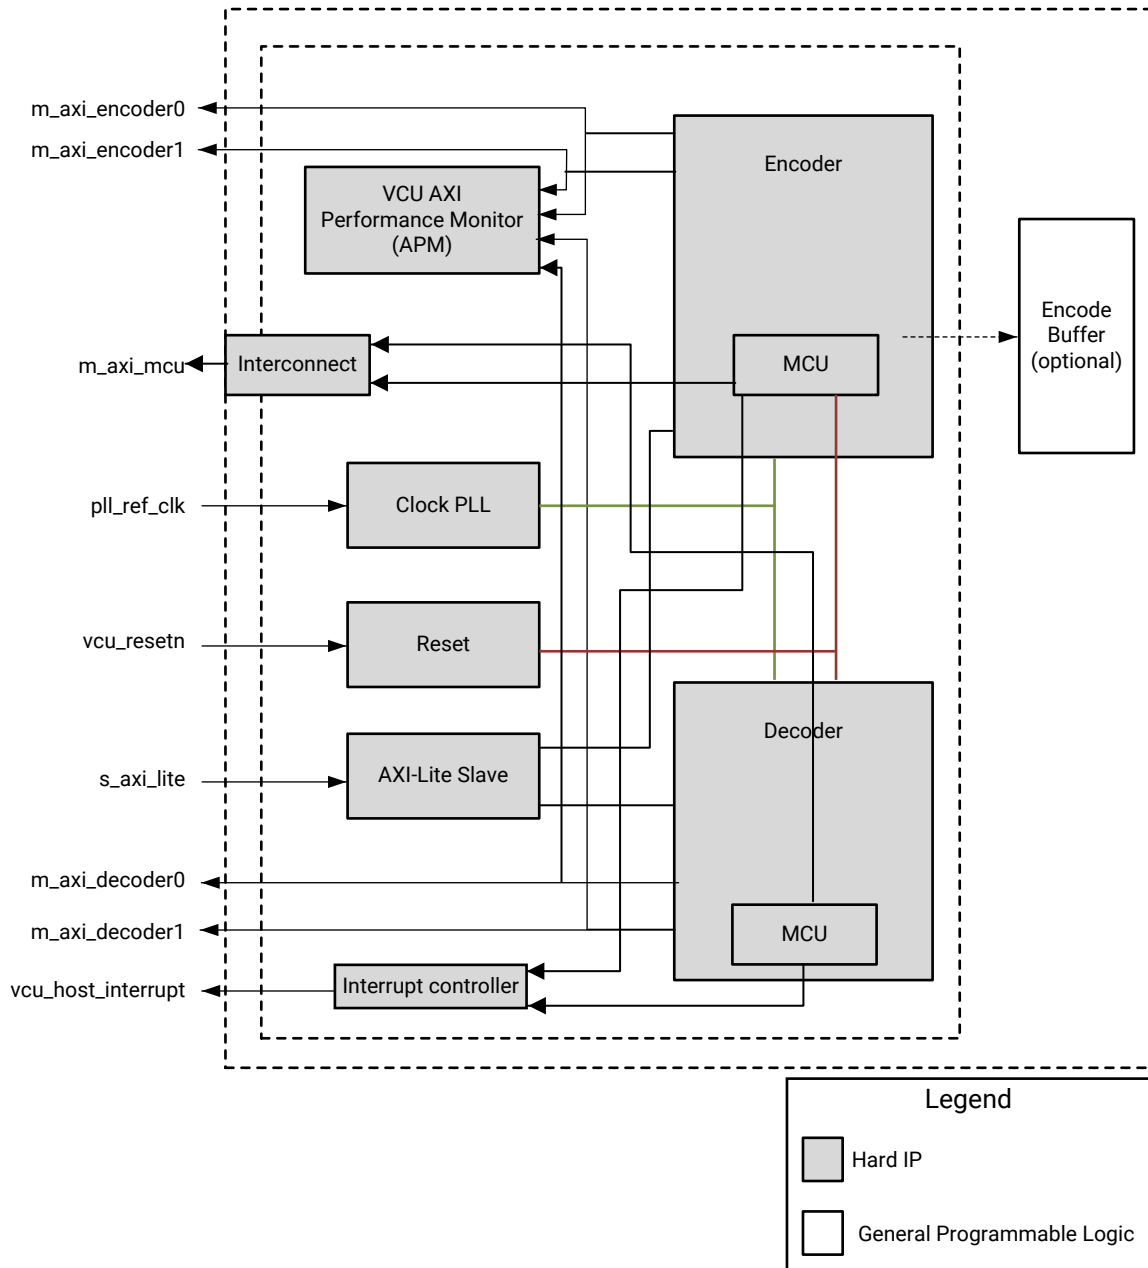 m_axi_encoder0
m_axi_encoder1
VCU AXI
Performance Monitor
(APM)
Encoder
Encode
Buffer
(optional)
m_axi_mcu
Interconnect
MCU
pll_ref_clk
Clock PLL
vcu_resetn
Reset
Decoder
s_axi_lite
AXI-Lite Slave
m_axi_decoder0
m_axi_decoder1
MCU
vcu_host_interrupt
Interrupt controller
Legend
Hard IP
General Programmable Logic